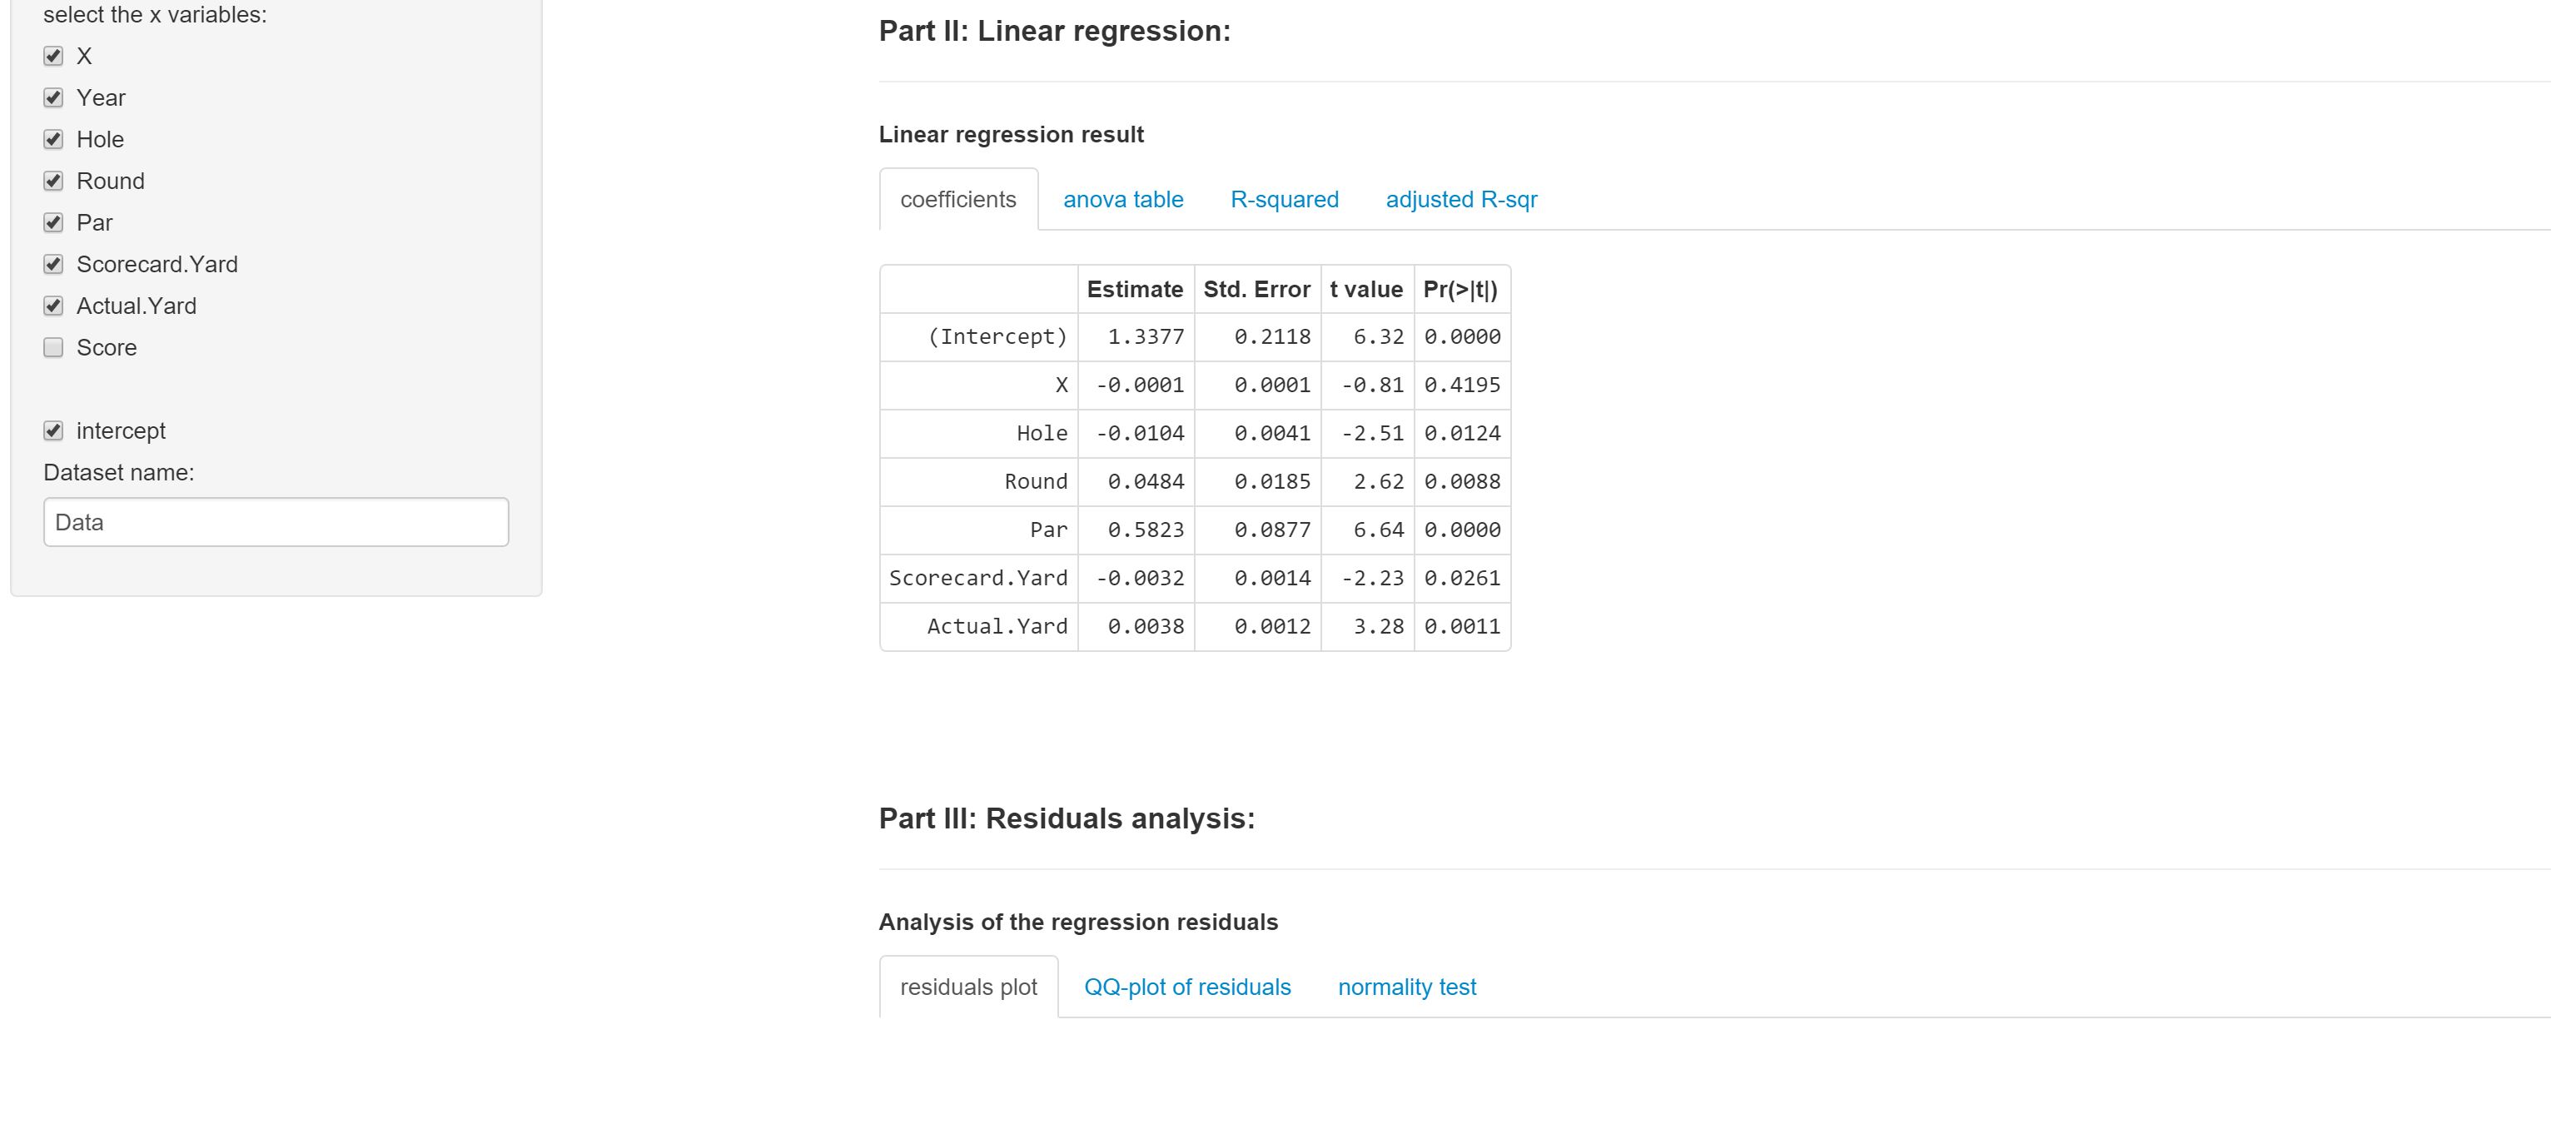 select the x variables:
X
Year
Hole
Round
Par
Scorecard.Yard
Actual.Yard
Score
intercept
Dataset name:
Data
Part II: Linear regression:
Linear regression result
coefficients anova table R-squared adjusted R-sqr
Estimate Std. Error t value Pr(>|t|)
(Intercept) 1.3377 0.2118 6.32 0.0000
X -0.0001 0.0001 -0.81 0.4195
Hole -0.0104 0.0041 -2.51 0.0124
Round 0.0484 0.0185 2.62 0.0088
Par 0.5823 0.0877 6.64 0.0000
Scorecard.Yard -0.0032 0.0014 -2.23 0.0261
Actual.Yard 0.0038 0.0012 3.28 0.0011
Part III: Residuals analysis:
Analysis of the regression residuals
residuals plot QQ-plot of residuals normality test